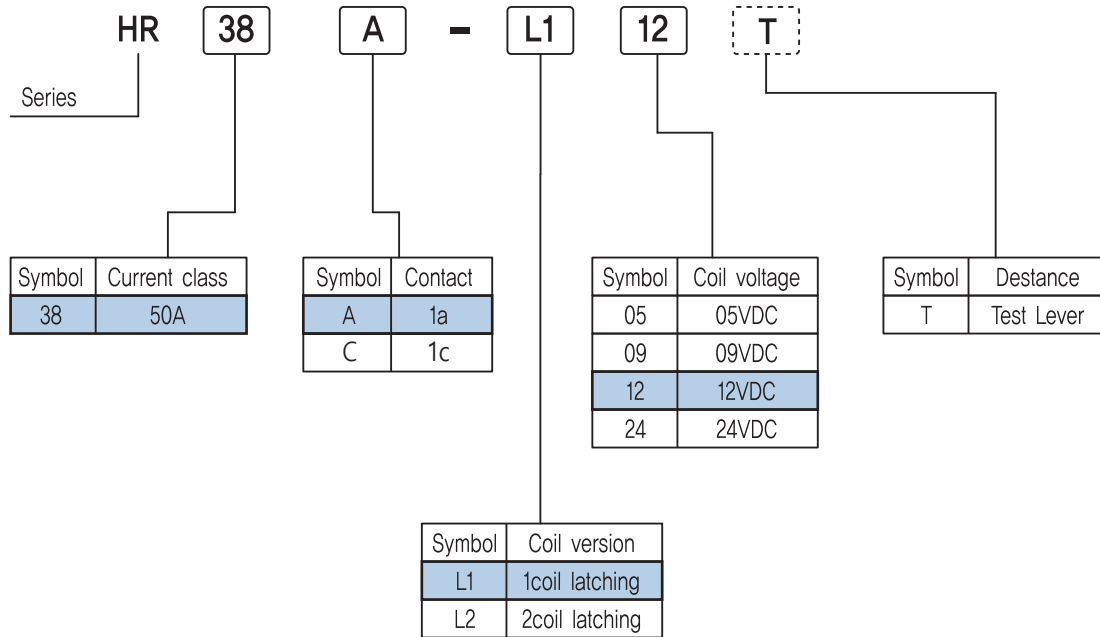 HR 38 A - L1 12 T
Series
Symbol Current class
38 50A
Symbol Contact
A 1a
C 1c
Symbol Coil voltage
05 05VDC
09 09VDC
12 12VDC
24 24VDC
Symbol Destance
T Test Lever
Symbol Coil version
L1 1coil latching
L2 2coil latching